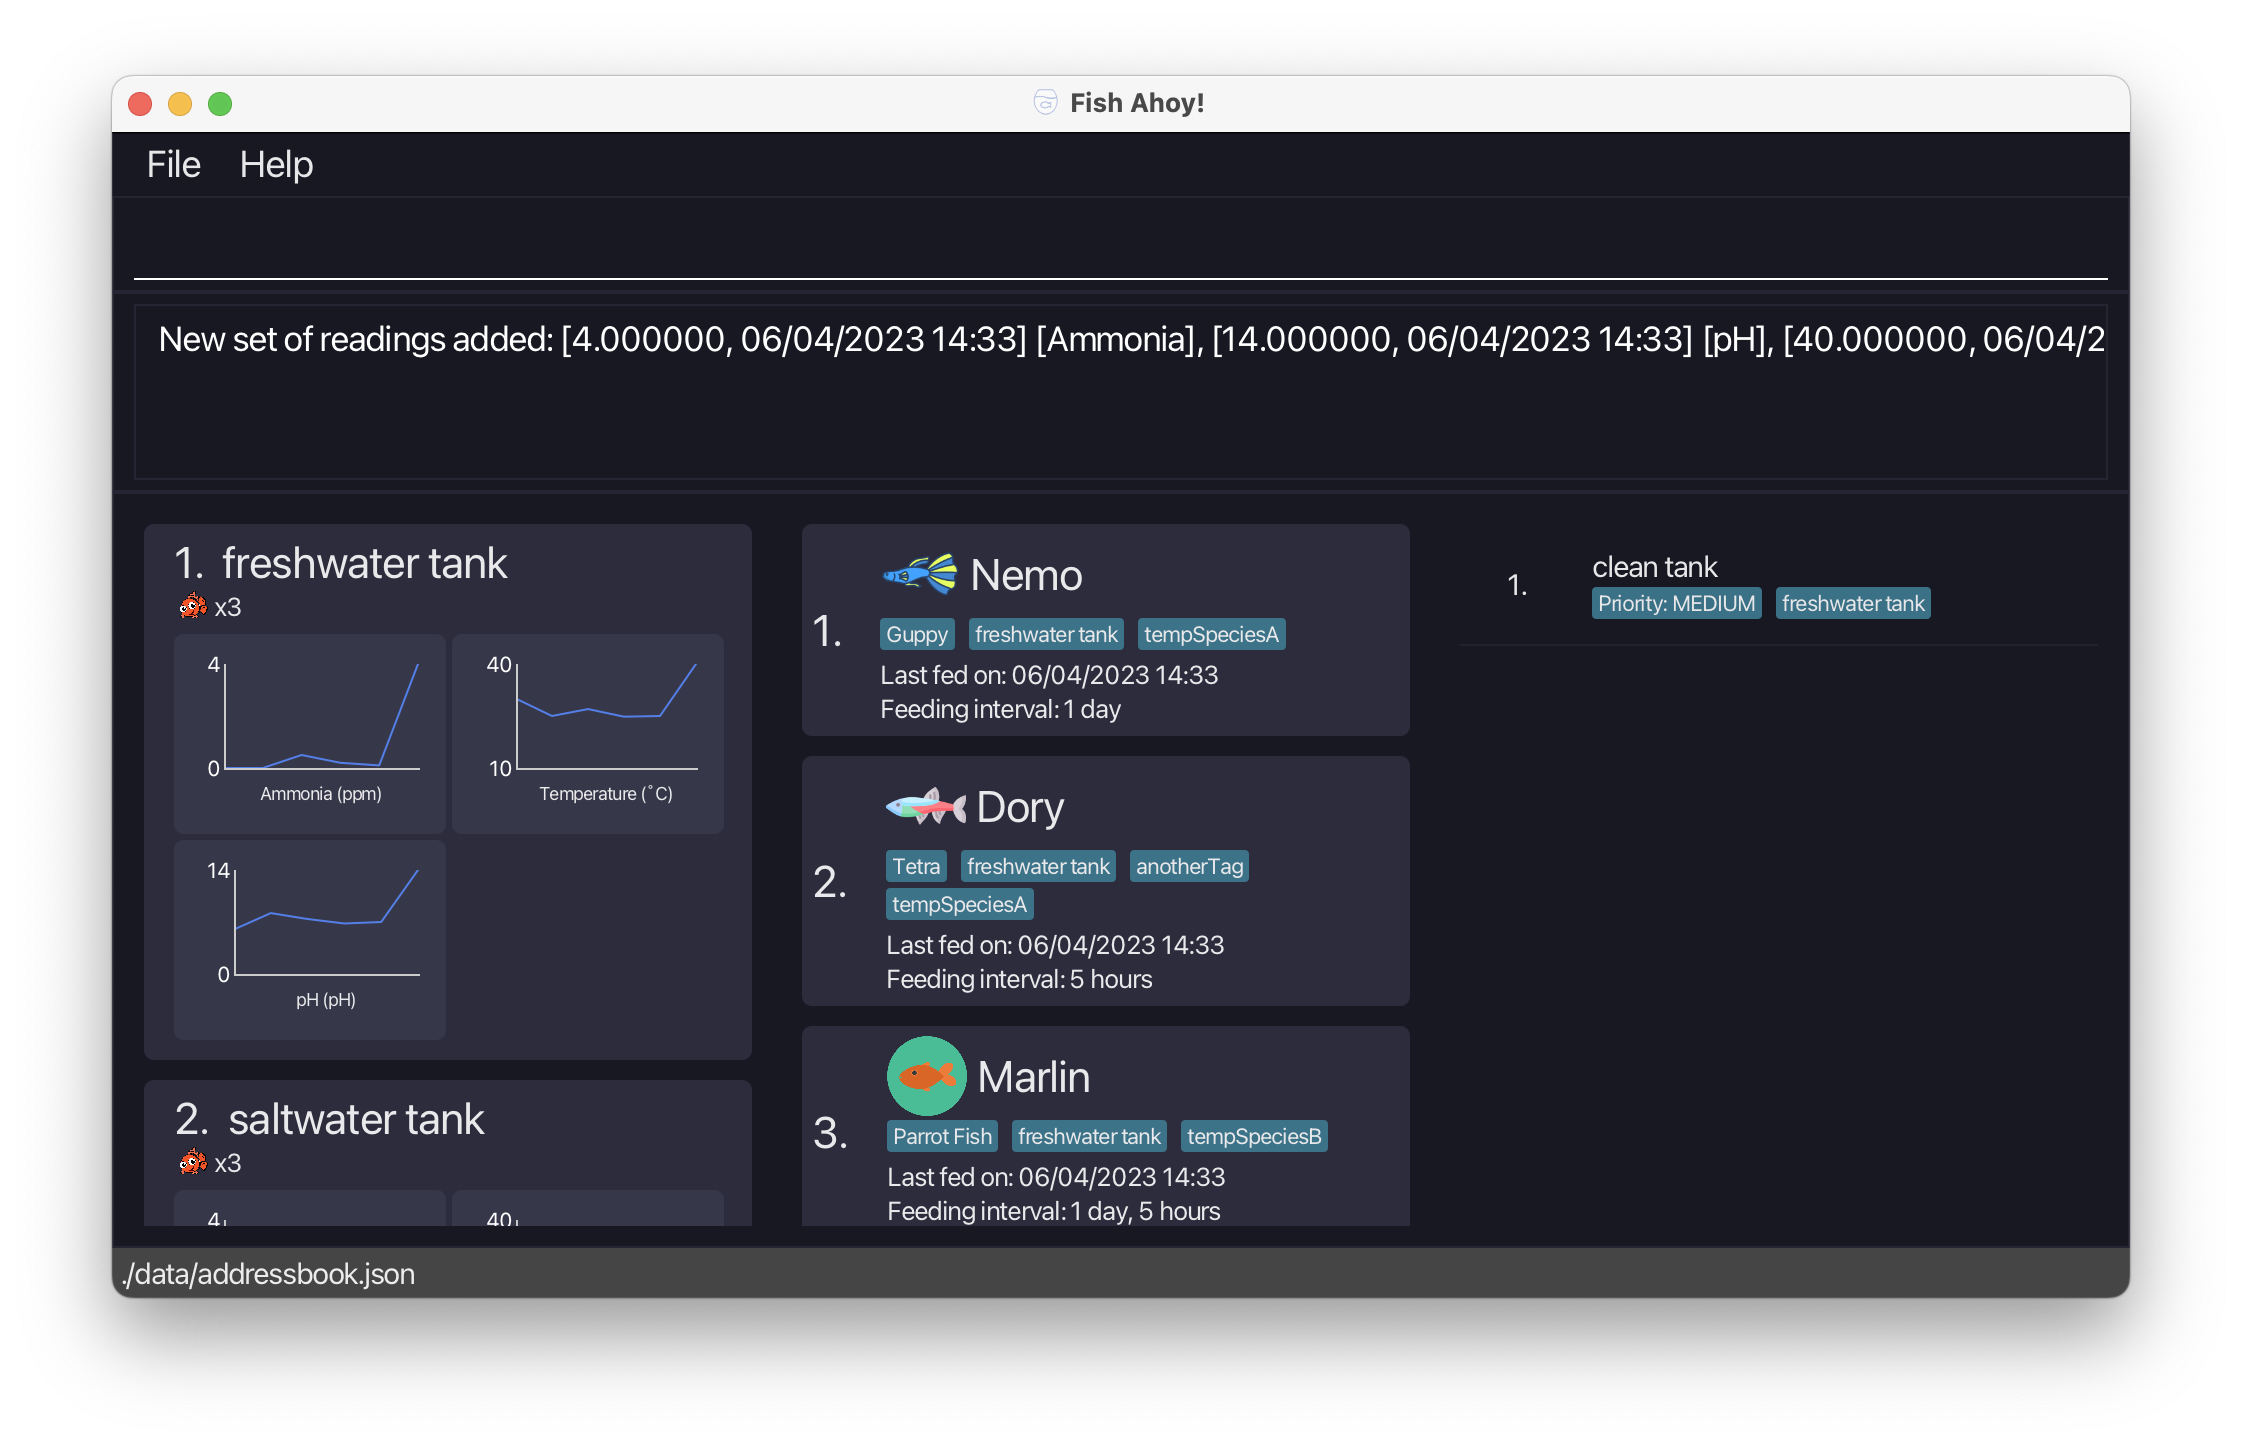 Fish Ahoy!
File Help
New set of readings added: [4.000000, 06/04/2023 14:33] [Ammonia], [14.000000, 06/04/2023 14:33] [pH], [40.000000, 06/04/2
1. freshwater tank
x3
4
0
Ammonia (ppm)
40
10
Temperature (˚C)
14
0
pH (pH)
2. saltwater tank
x3
4
40
1.
Nemo
Guppy freshwater tank tempSpeciesA
Last fed on: 06/04/2023 14:33
Feeding interval: 1 day
2.
Dory
Tetra freshwater tank anotherTag
tempSpeciesA
Last fed on: 06/04/2023 14:33
Feeding interval: 5 hours
3.
Marlin
Parrot Fish freshwater tank tempSpeciesB
Last fed on: 06/04/2023 14:33
Feeding interval: 1 day, 5 hours
1.
clean tank
Priority: MEDIUM freshwater tank
./data/addressbook.json